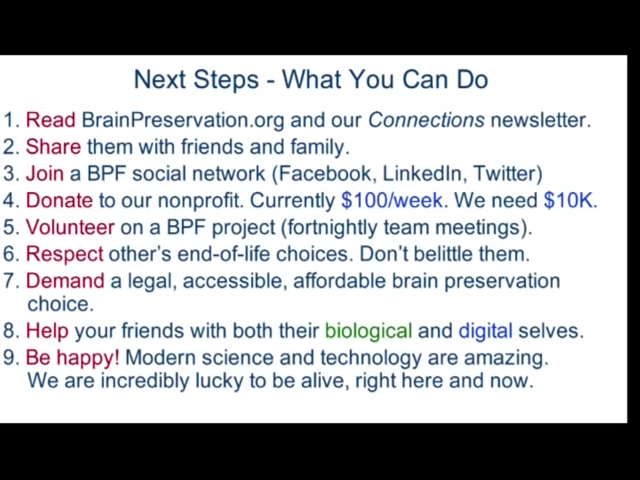 Next Steps - What You Can Do
1. Read BrainPreservation.org and our Connections newsletter.
2. Share them with friends and family.
3. Join a BPF social network (Facebook, LinkedIn, Twitter)
4. Donate to our nonprofit. Currently $100/week. We need $10K.
5. Volunteer on a BPF project (fortnightly team meetings).
6. Respect other's end-of-life choices. Don't belittle them.
7. Demand a legal, accessible, affordable brain preservation
choice.
8. Help your friends with both their biological and digital selves.
9. Be happy! Modern science and technology are amazing.
We are incredibly lucky to be alive, right here and now.